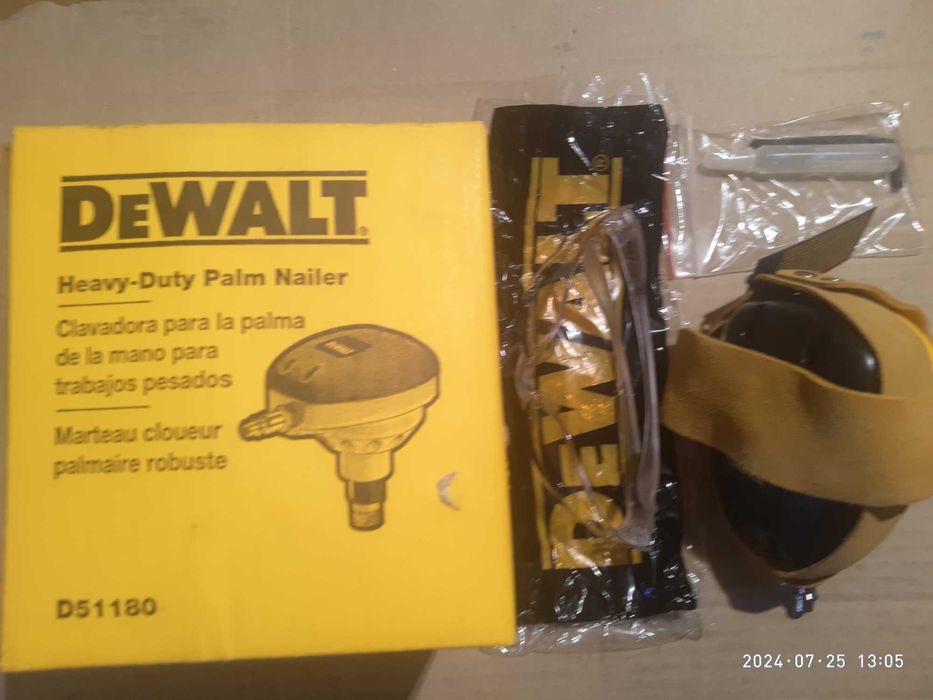 DEWALT®
Heavy-Duty Palm Nailer
Clavadora para la palma
de la mano para
trabajos pesados
Marteau cloueur
palmaire robuste
D51180
DEWALT®
2024·07·25 13:05